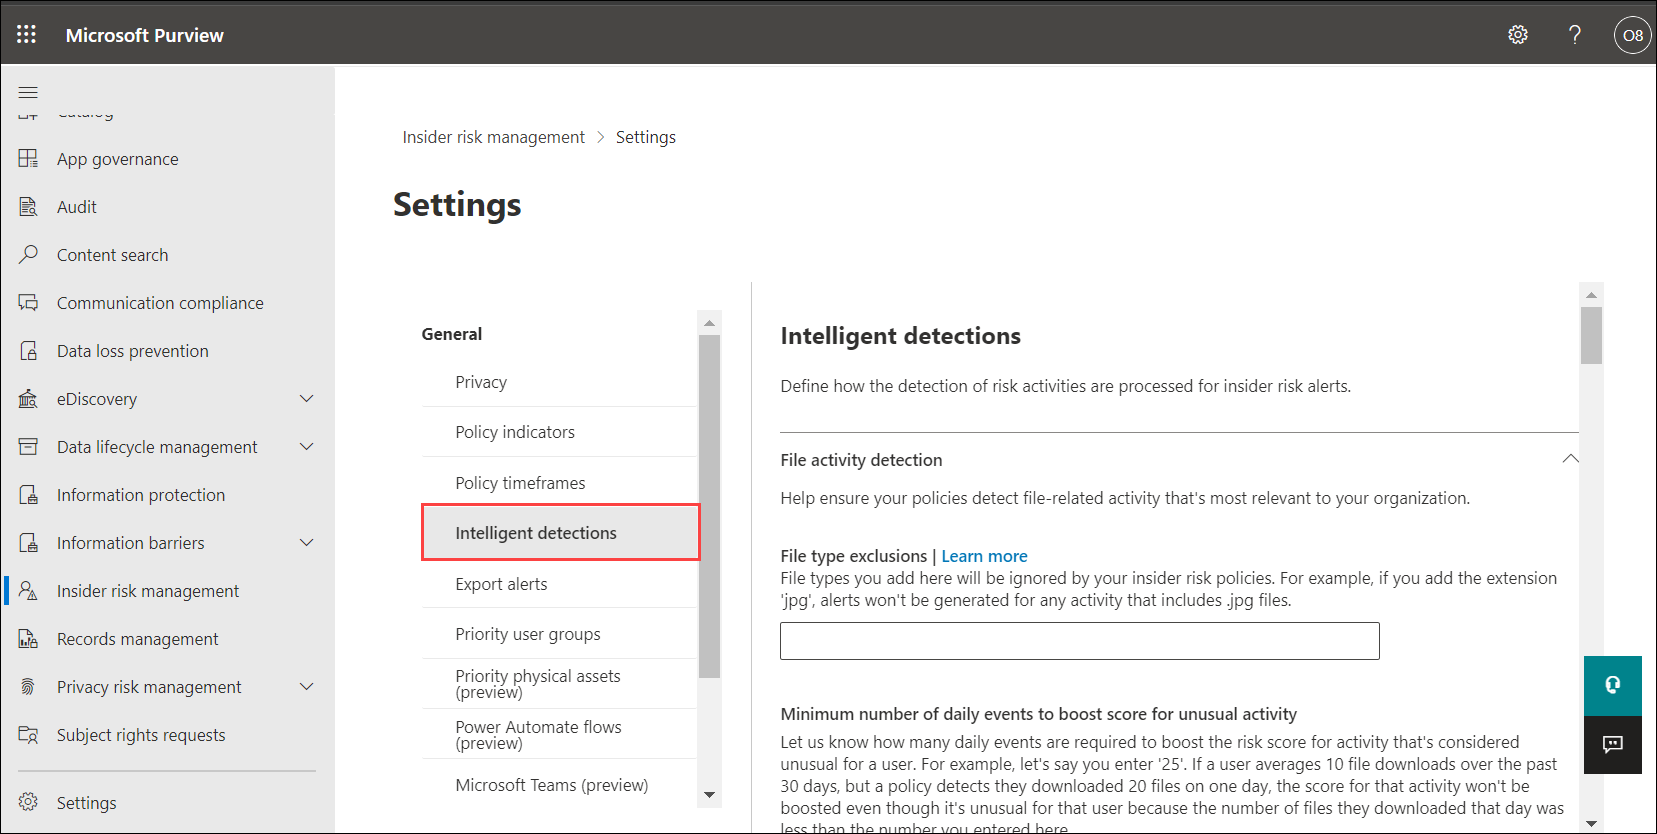 Microsoft Purview
O8
Catalog
App governance
Audit
Content search
Communication compliance
Data loss prevention
eDiscovery
Data lifecycle management
Information protection
Information barriers
Insider risk management
Records management
Privacy risk management
Subject rights requests
Settings
Insider risk management > Settings
Settings
General
Privacy
Policy indicators
Policy timeframes
Intelligent detections
Export alerts
Priority user groups
Priority physical assets
(preview)
Power Automate flows
(preview)
Microsoft Teams (preview)
Intelligent detections
Define how the detection of risk activities are processed for insider risk alerts.
File activity detection
Help ensure your policies detect file-related activity that's most relevant to your organization.
File type exclusions | Learn more
File types you add here will be ignored by your insider risk policies. For example, if you add the extension
'jpg', alerts won't be generated for any activity that includes .jpg files.
Minimum number of daily events to boost score for unusual activity
Let us know how many daily events are required to boost the risk score for activity that's considered
unusual for a user. For example, let's say you enter '25'. If a user averages 10 file downloads over the past
30 days, but a policy detects they downloaded 20 files on one day, the score for that activity won't be
boosted even though it's unusual for that user because the number of files they downloaded that day was
less than the number you entered here.